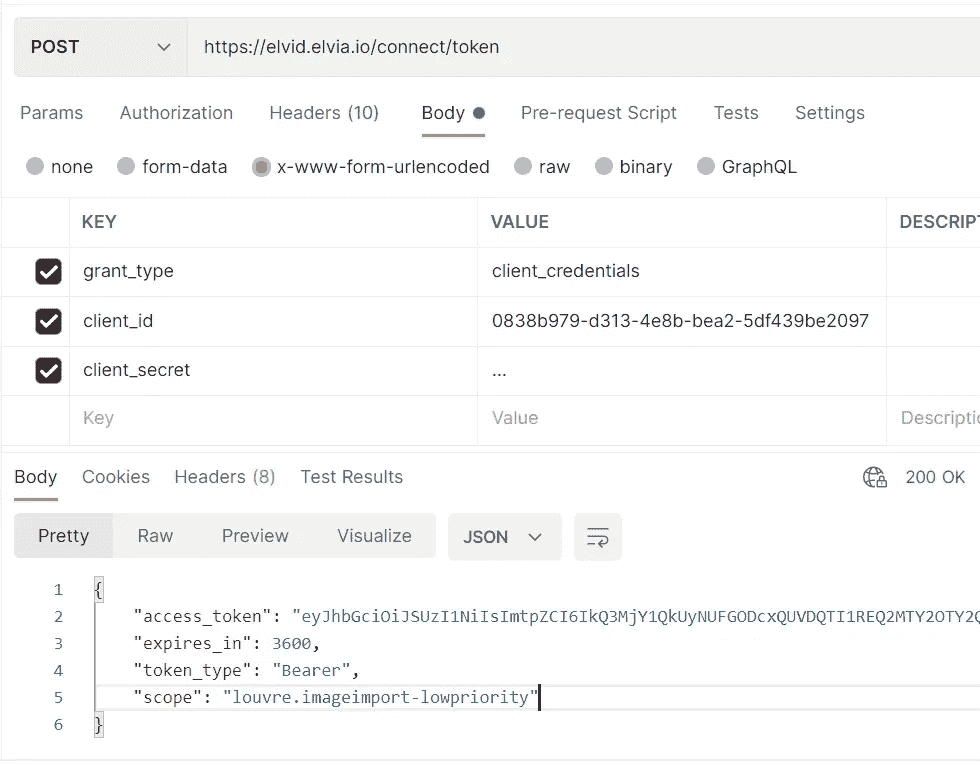 POST https://elvid.elvia.io/connect/token
Params Authorization Headers (10) Body Pre-request Script Tests Settings
none form-data x-www-form-urlencoded raw binary GraphQL
KEY VALUE DESCRIPT
grant_type client_credentials
client_id 0838b979-d313-4e8b-bea2-5df439be2097
client_secret ...
Key Value Descriptio
Body Cookies Headers (8) Test Results 200 OK
Pretty Raw Preview Visualize JSON
1 {
2 "access_token": "eyJhbGciOiJSUzI1NiIsImtpZCI6IkQ3MjY1QkUyNUFGODcxQUVDQTI1REQ2MTY2OTY2Q
3 "expires_in": 3600,
4 "token_type": "Bearer",
5 "scope": "louvre.imageimport-lowpriority"
6 }